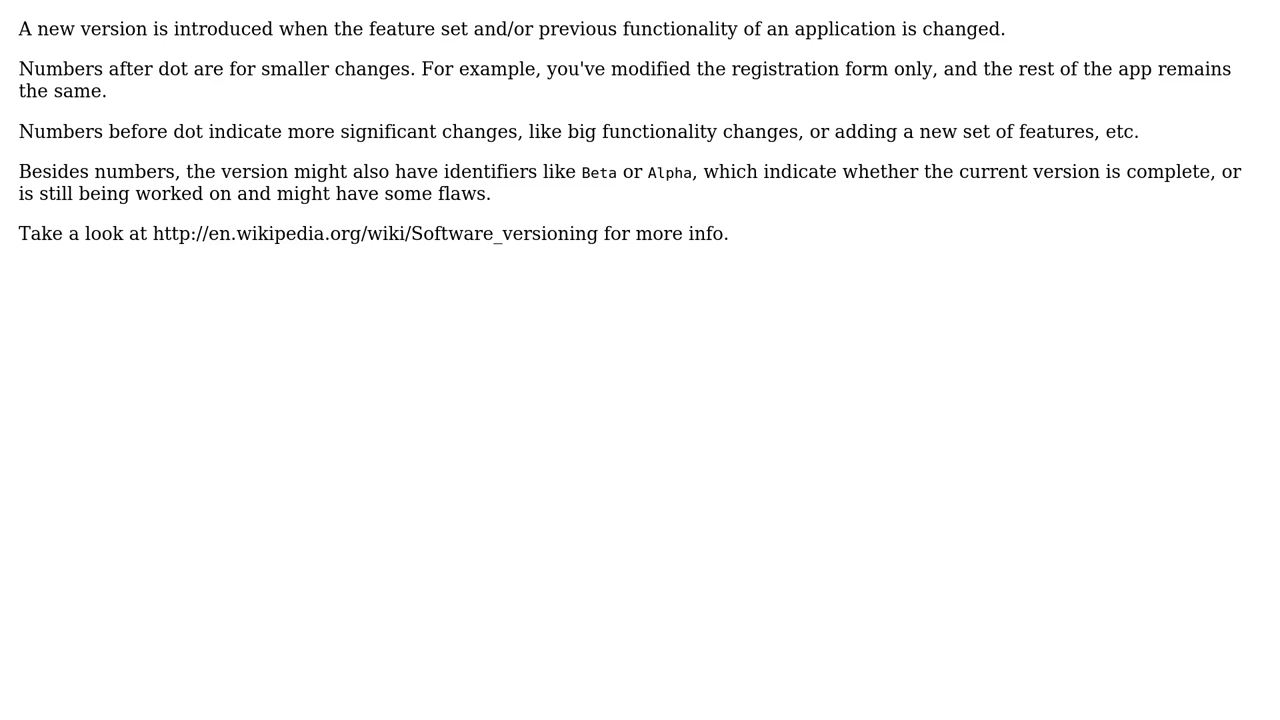 A new version is introduced when the feature set and/or previous functionality of an application is changed.
Numbers after dot are for smaller changes. For example, you've modified the registration form only, and the rest of the app remains
the same.
Numbers before dot indicate more significant changes, like big functionality changes, or adding a new set of features, etc.
Besides numbers, the version might also have identifiers like Beta or Alpha, which indicate whether the current version is complete, or
is still being worked on and might have some flaws.
Take a look at http://en.wikipedia.org/wiki/Software_versioning for more info.